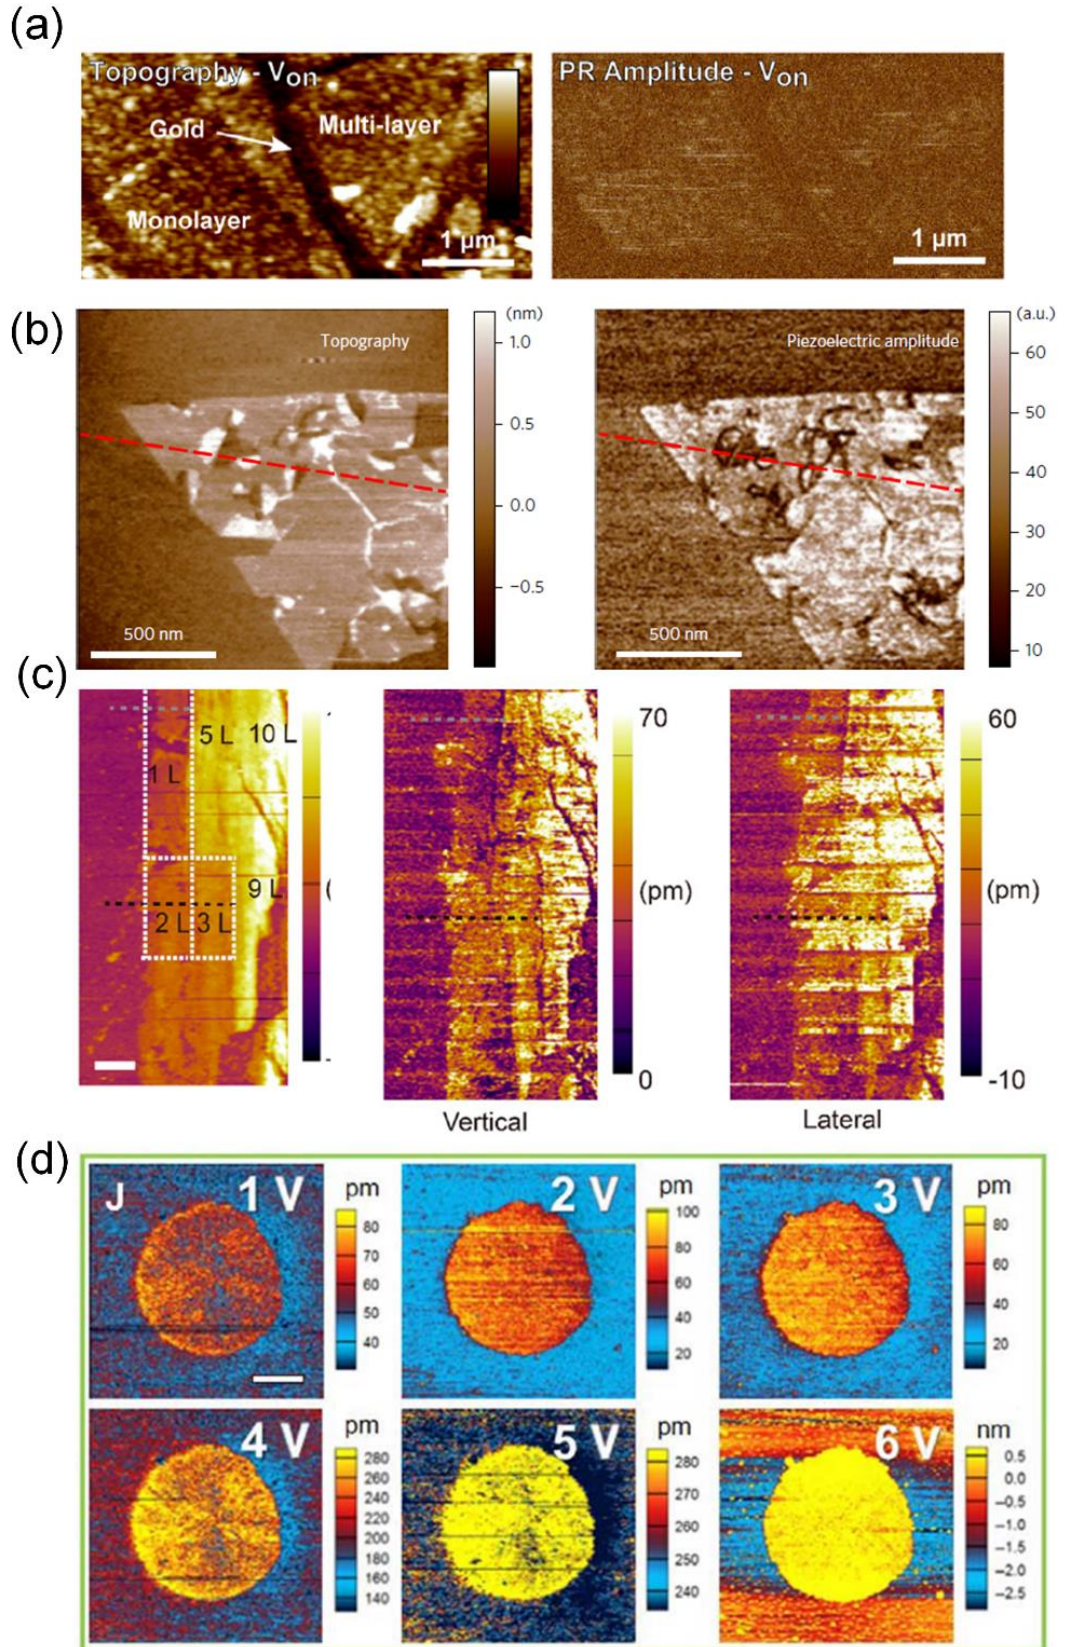 (a)
Topography - Von
Gold
Multi-layer
Monolayer
1 µm
PR Amplitude - Von
1 µm
(b)
Topography
500 nm
(nm)
1.0
0.5
0.0
−0.5
Piezoelectric amplitude
500 nm
(a.u.)
60
50
40
30
20
10
(c)
5 L 10 L
1 L
9 L
2 L 3 L
(
70
(pm)
0
Vertical
60
(pm)
-10
Lateral
(d)
J 1 V
pm
80
70
60
50
40
2 V
pm
100
80
60
40
20
3 V
pm
80
60
40
20
4 V
pm
280
260
240
220
200
180
160
140
5 V
pm
280
270
260
250
240
6 V
nm
0.5
0.0
−0.5
−1.0
−1.5
−2.0
−2.5